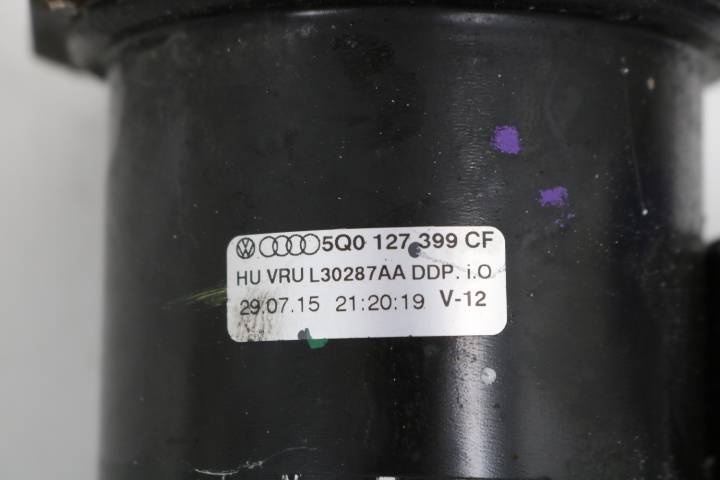 5Q0 127 399 CF
HU VRU L30287AA DDP. i.O
29.07.15 21:20:19 V-12